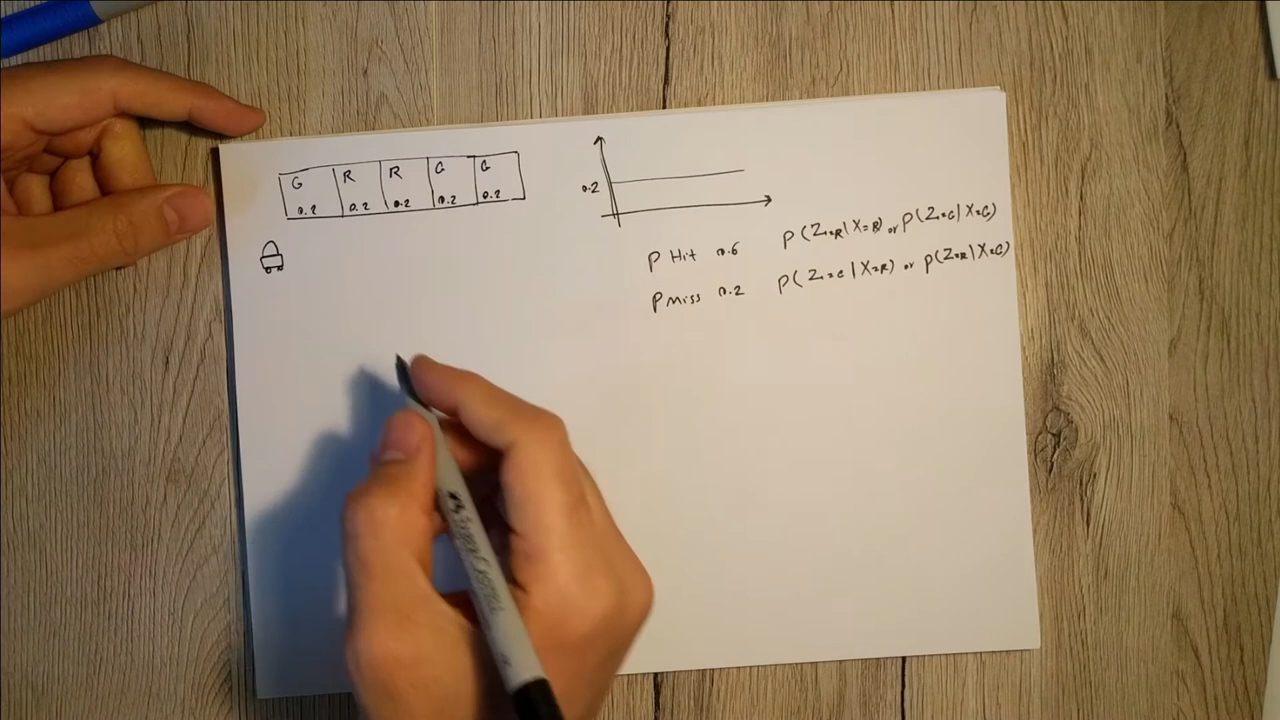 G R R G G
0.2 0.2 0.2 0.2 0.2
0.2
P Hit 0.6 p(Z=R|X=R) or p(Z=G|X=G)
P Miss 0.2 p(Z=G|X=R) or p(Z=R|X=G)